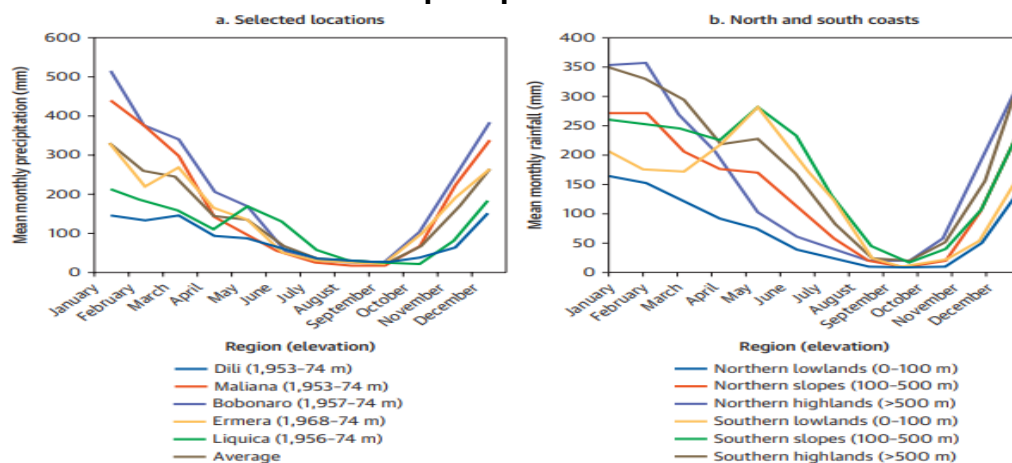 a. Selected locations
600
500
400
300
200
100
0
Mean monthly precipitation (mm)
January
February
March
April
May
June
July
August
September
October
November
December
Region (elevation)
Dili (1,953–74 m)
Maliana (1,953–74 m)
Bobonaro (1,957–74 m)
Ermera (1,968–74 m)
Liquica (1,956–74 m)
Average
b. North and south coasts
400
350
300
250
200
150
100
50
0
Mean monthly rainfall (mm)
January
February
March
April
May
June
July
August
September
October
November
December
Region (elevation)
Northern lowlands (0–100 m)
Northern slopes (100–500 m)
Northern highlands (>500 m)
Southern lowlands (0–100 m)
Southern slopes (100–500 m)
Southern highlands (>500 m)